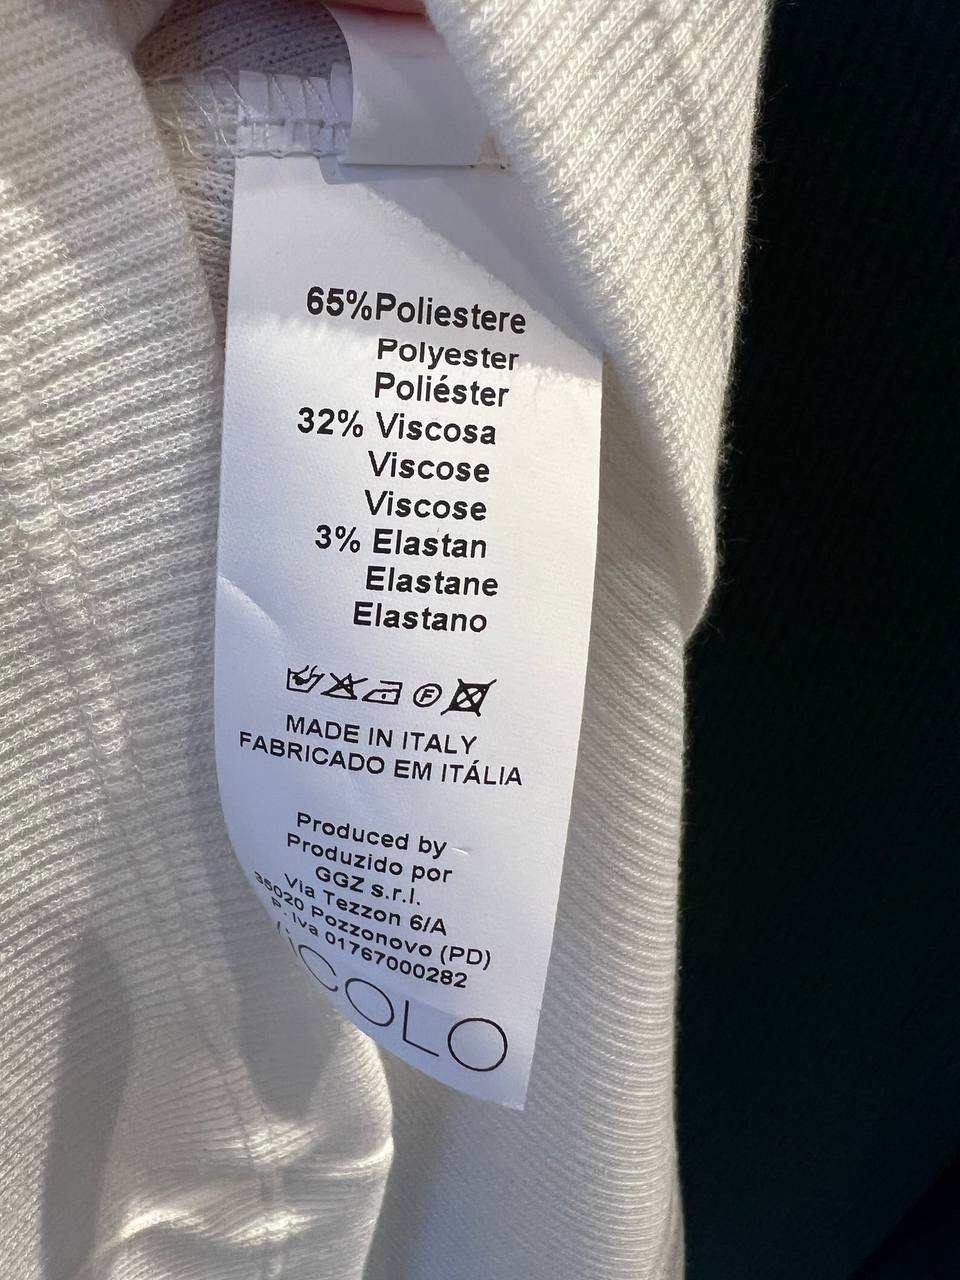 65%Poliestere
Polyester
Poliéster
32% Viscosa
Viscose
Viscose
3% Elastan
Elastane
Elastano
F
MADE IN ITALY
FABRICADO EM ITÁLIA
Produced by
Produzido por
GGZ s.r.l.
Via Tezzon 6/A
35020 Pozzonovo (PD)
P. Iva 01767000282
VICOLO